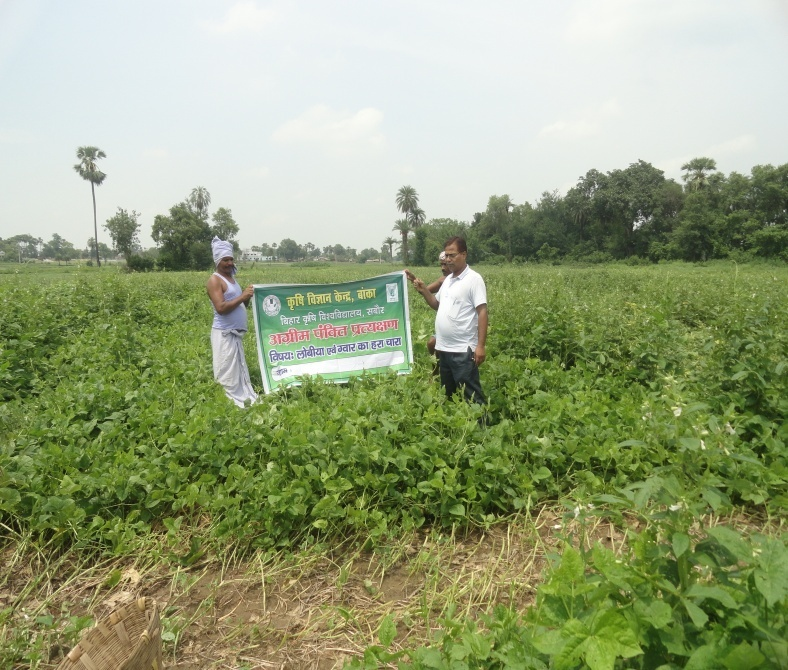 कृषि विज्ञान केन्द्र, बांका
बिहार कृषि विश्वविद्यालय, सबौर
अग्रीम पंक्ति प्रत्यक्षण
विषयः लोबीया एवं ग्वार का हरा चारा